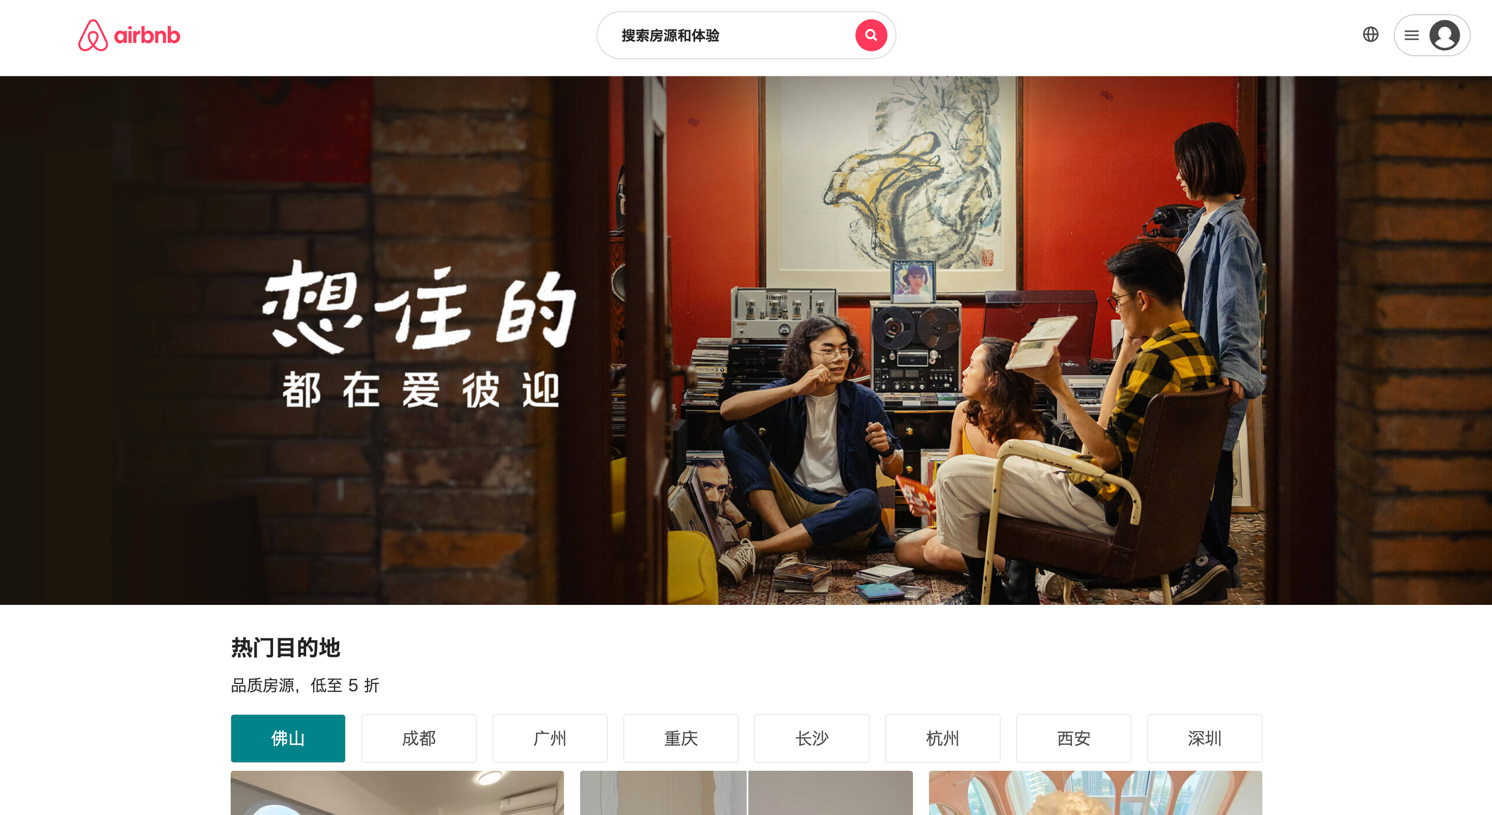 airbnb
搜索房源和体验
想住的
都在爱彼迎
热门目的地
品质房源，低至 5 折
佛山
成都
广州
重庆
长沙
杭州
西安
深圳